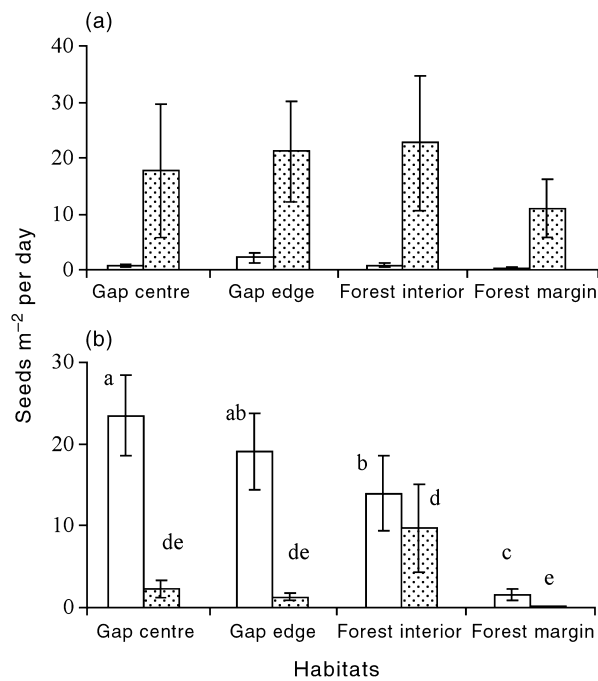 (a)
40
30
20
10
0
Gap centre Gap edge Forest interior Forest margin
Seeds m⁻² per day
(b)
30
20
10
0
a
de
ab
de
b
d
c
e
Gap centre Gap edge Forest interior Forest margin
Habitats